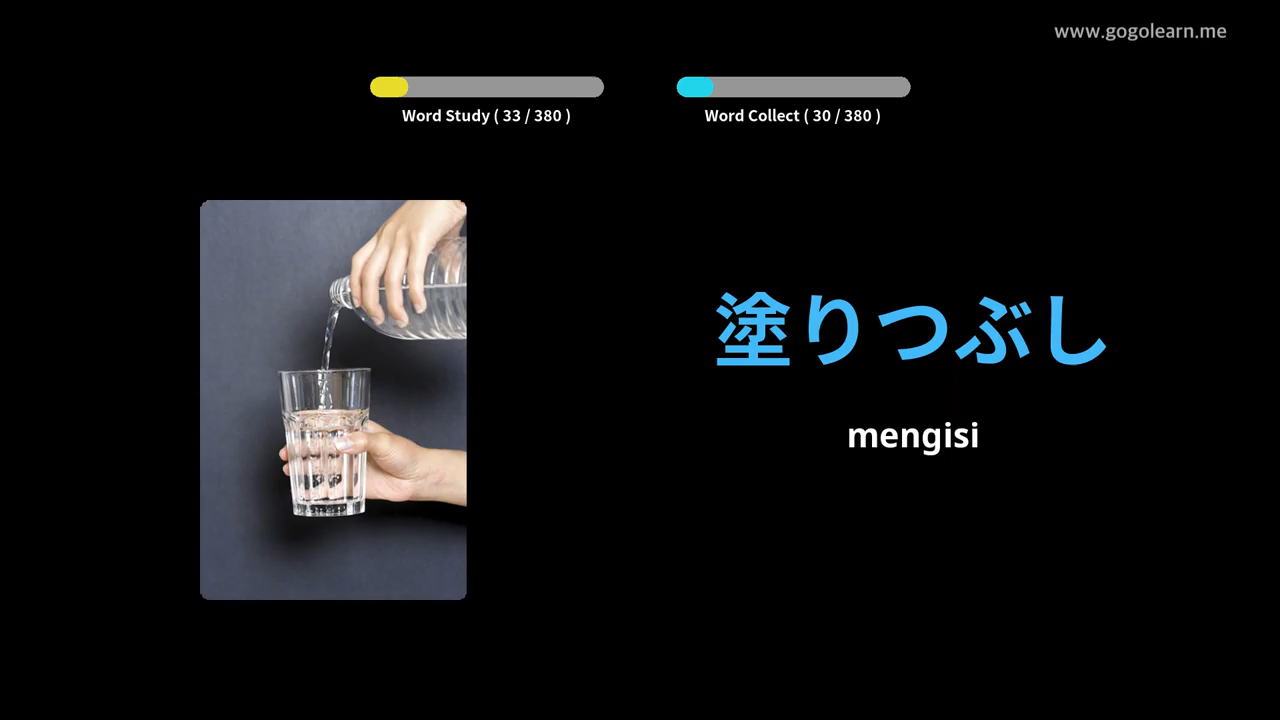 www.gogolearn.me
Word Study ( 33 / 380 )
Word Collect ( 30 / 380 )
塗りつぶし
mengisi